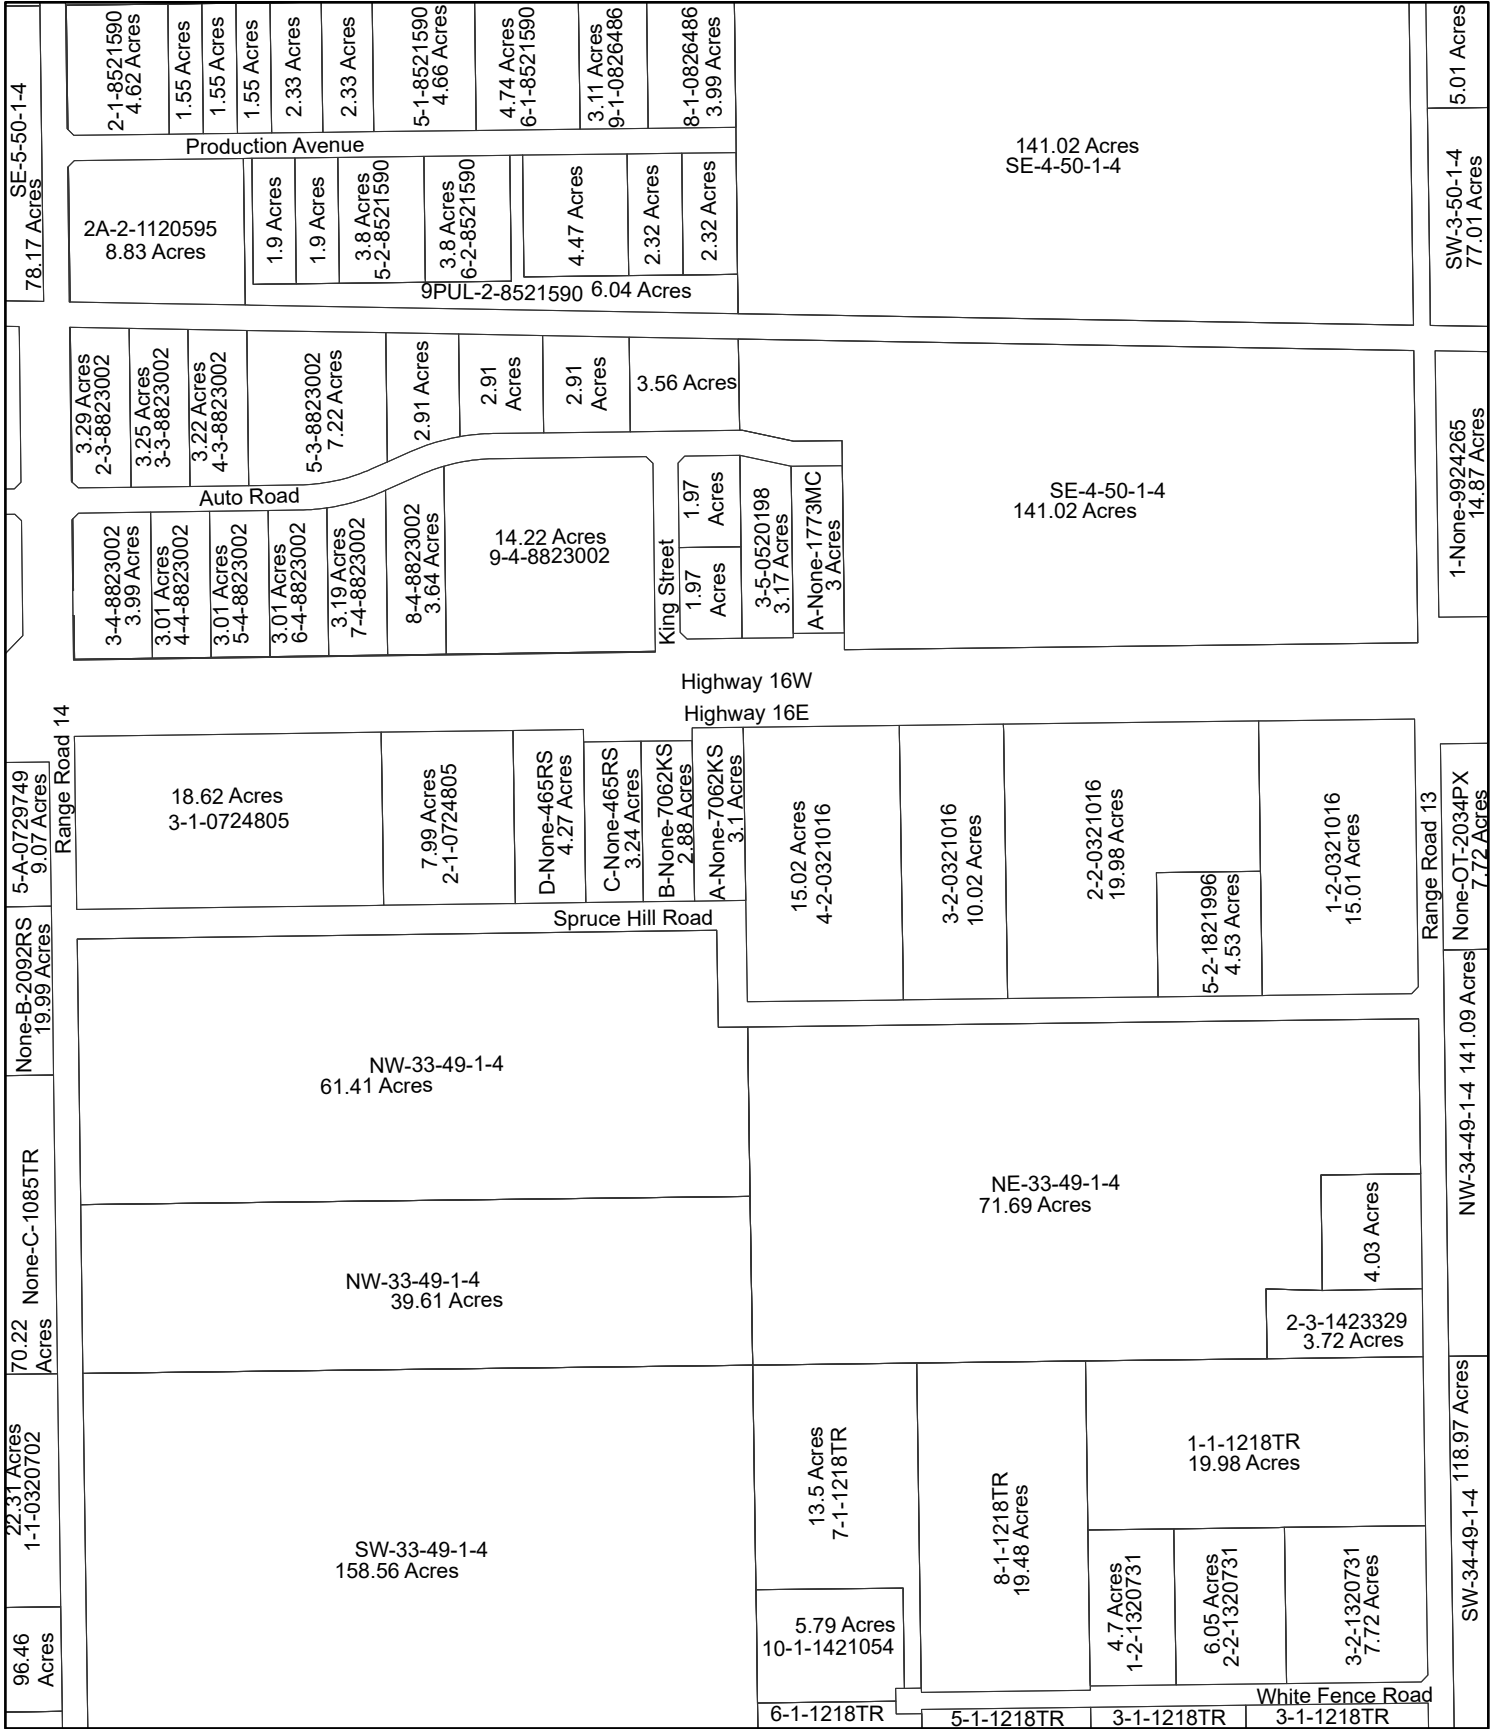 SE-5-50-1-4
78.17 Acres
2-1-8521590
4.62 Acres
1.55 Acres
1.55 Acres
1.55 Acres
2.33 Acres
2.33 Acres
5-1-8521590
4.66 Acres
4.74 Acres
6-1-8521590
3.11 Acres
9-1-0826486
8-1-0826486
3.99 Acres
141.02 Acres
SE-4-50-1-4
5.01 Acres
SW-3-50-1-4
77.01 Acres
Production Avenue
2A-2-1120595
8.83 Acres
1.9 Acres
1.9 Acres
3.8 Acres
5-2-8521590
3.8 Acres
6-2-8521590
4.47 Acres
2.32 Acres
2.32 Acres
9PUL-2-8521590 6.04 Acres
3.29 Acres
2-3-8823002
3.25 Acres
3-3-8823002
3.22 Acres
4-3-8823002
5-3-8823002
7.22 Acres
2.91 Acres
2.91
Acres
2.91
Acres
3.56 Acres
Auto Road
3-4-8823002
3.99 Acres
3.01 Acres
4-4-8823002
3.01 Acres
5-4-8823002
3.01 Acres
6-4-8823002
3.19 Acres
7-4-8823002
8-4-8823002
3.64 Acres
14.22 Acres
9-4-8823002
King Street
1.97
Acres
1.97
Acres
3-5-0520198
3.17 Acres
A-None-1773MC
3 Acres
SE-4-50-1-4
141.02 Acres
1-None-9924265
14.87 Acres
Highway 16W
Highway 16E
5-A-0729749
9.07 Acres
Range Road 14
18.62 Acres
3-1-0724805
7.99 Acres
2-1-0724805
D-None-465RS
4.27 Acres
C-None-465RS
3.24 Acres
B-None-7062KS
2.88 Acres
A-None-7062KS
3.1 Acres
15.02 Acres
4-2-0321016
3-2-0321016
10.02 Acres
2-2-0321016
19.98 Acres
5-2-1821996
4.53 Acres
1-2-0321016
15.01 Acres
Range Road 13
None-OT-2034PX
7.72 Acres
Spruce Hill Road
None-B-2092RS
19.99 Acres
NW-33-49-1-4
61.41 Acres
NW-34-49-1-4 141.09 Acres
None-C-1085TR
70.22
Acres
NE-33-49-1-4
71.69 Acres
4.03 Acres
NW-33-49-1-4
39.61 Acres
2-3-1423329
3.72 Acres
22.31 Acres
1-1-0320702
SW-33-49-1-4
158.56 Acres
13.5 Acres
7-1-1218TR
8-1-1218TR
19.48 Acres
1-1-1218TR
19.98 Acres
SW-34-49-1-4 118.97 Acres
4.7 Acres
1-2-1320731
6.05 Acres
2-2-1320731
3-2-1320731
7.72 Acres
96.46
Acres
5.79 Acres
10-1-1421054
White Fence Road
6-1-1218TR
5-1-1218TR
3-1-1218TR
3-1-1218TR